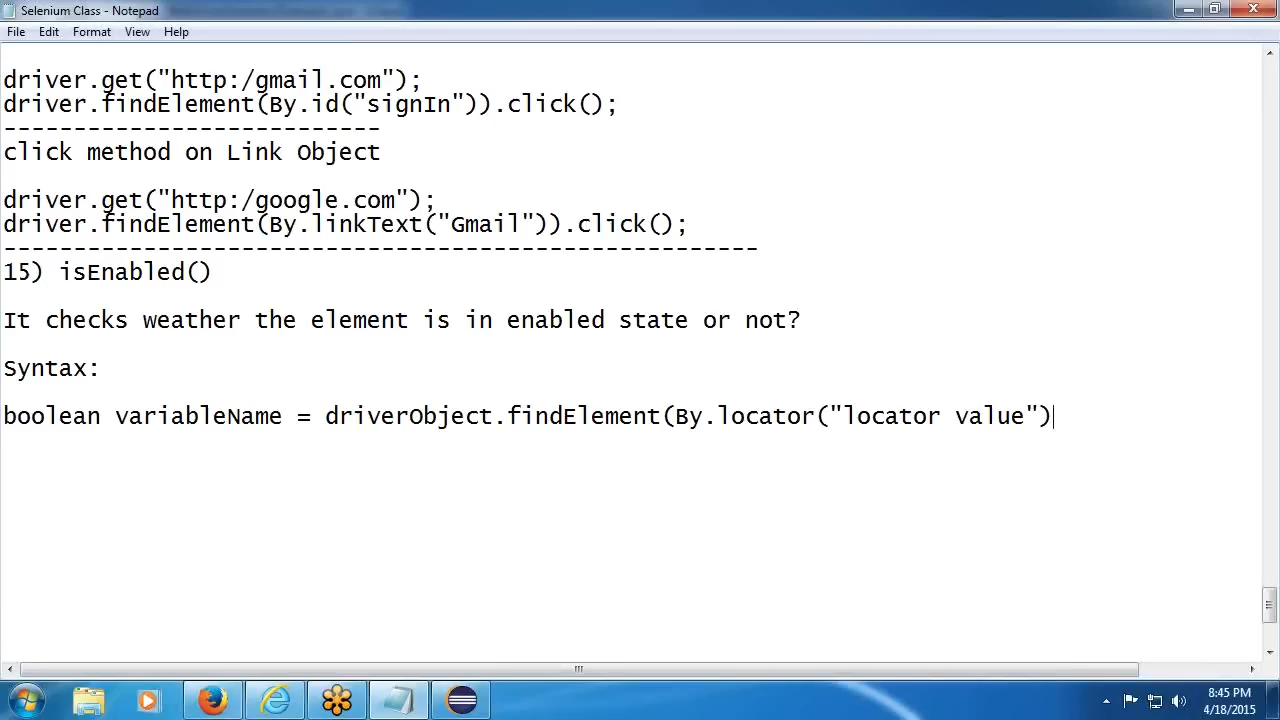 Selenium Class - Notepad
File Edit Format View Help
driver.get("http:/gmail.com");
driver.findElement(By.id("signIn")).click();
---------------------------
click method on Link Object
driver.get("http:/google.com");
driver.findElement(By.linkText("Gmail")).click();
------------------------------------------------------
15) isEnabled()
It checks weather the element is in enabled state or not?
Syntax:
boolean variableName = driverObject.findElement(By.locator("locator value")
8:45 PM
4/18/2015